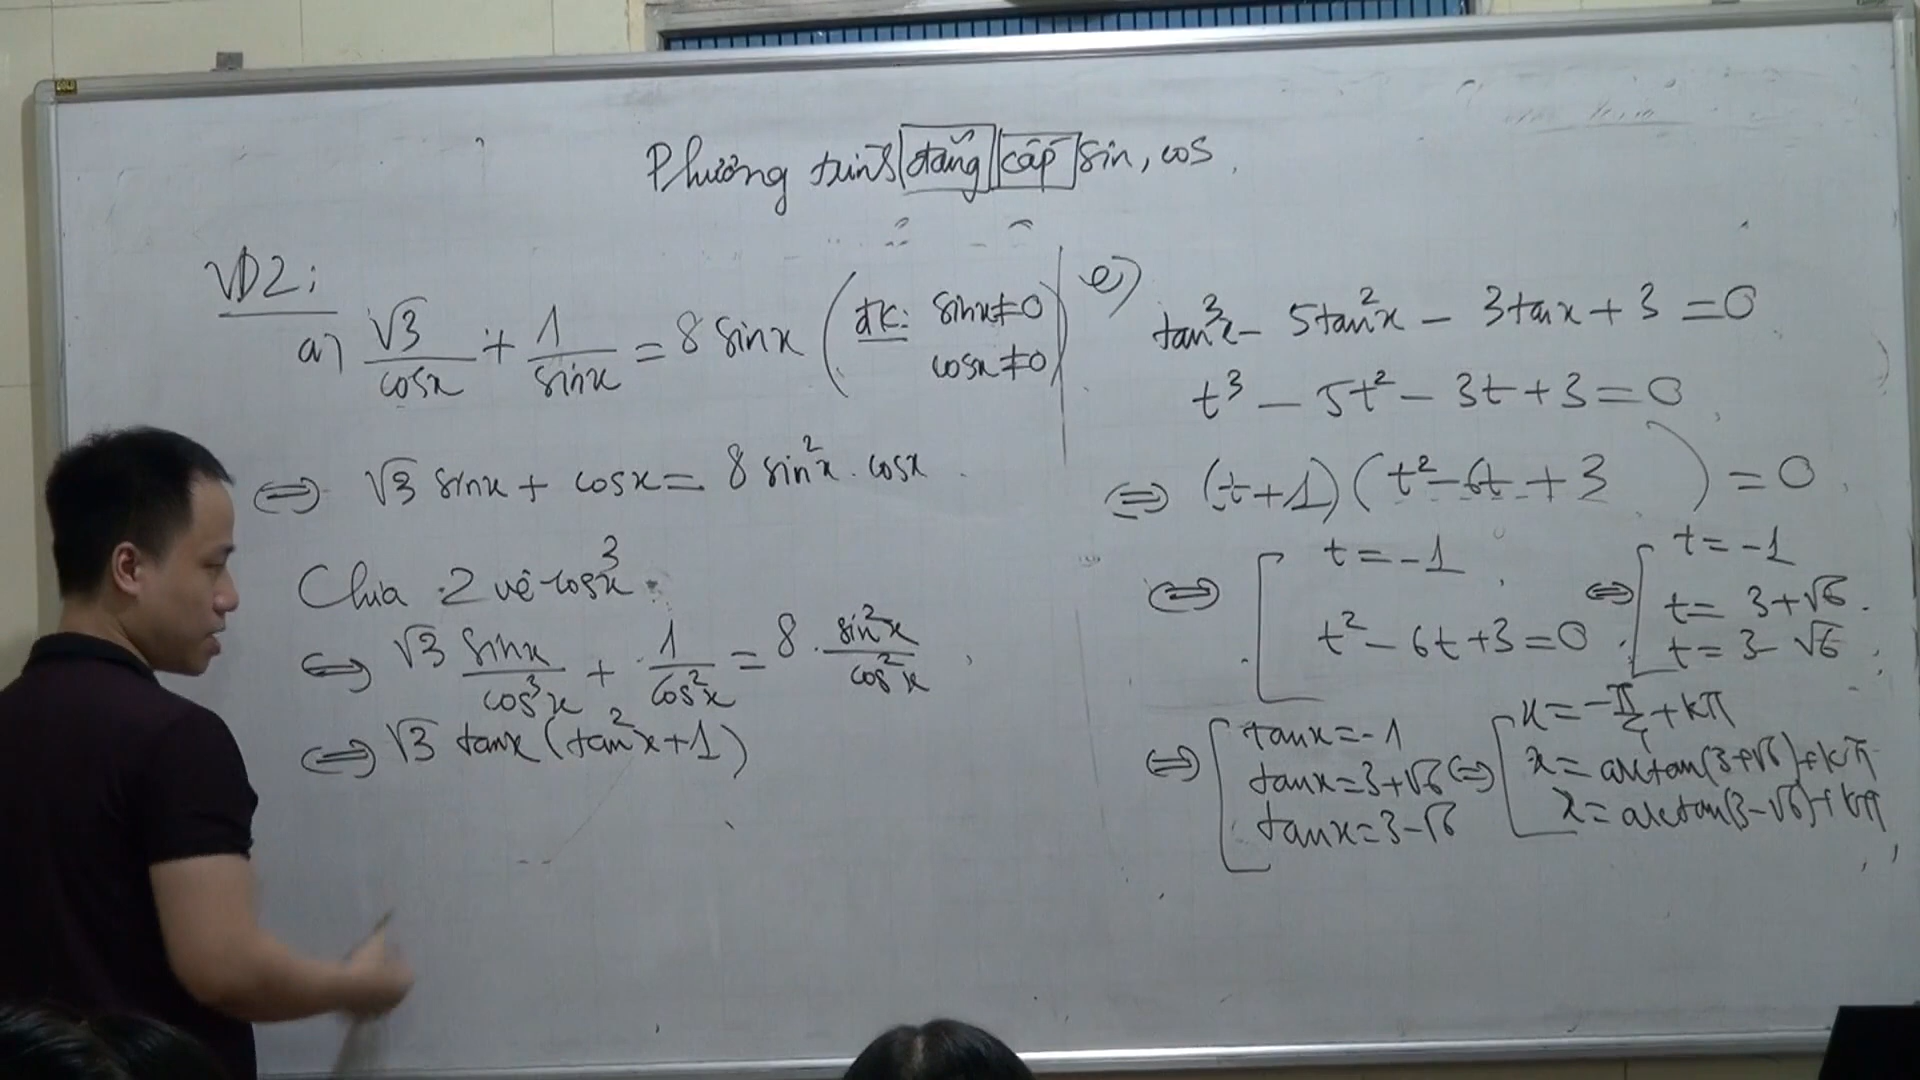 Phương trình đẳng cấp sin, cos
VD2:
a) √3/cosx + 1/sinx = 8 sinx (đk: sinx≠0 cosx≠0)
⇔ √3 sinx + cosx = 8 sin²x . cosx
Chia 2 vế cos³x
⇔ √3 sinx/cos³x + 1/cos²x = 8 . sin²x/cos²x
⇔ √3 tanx (tan²x+1)
e) tan³x - 5tan²x - 3tanx + 3 = 0
t³ - 5t² - 3t + 3 = 0
⇔ (t+1)(t² - 6t + 3 ) = 0
⇔ [ t = -1
t² - 6t + 3 = 0
⇔ [ t = -1
t = 3+√6
t = 3-√6
⇔ [ tanx = -1
tanx = 3+√6
tanx = 3-√6
⇔ [ x = -π/4 + kπ
x = arctan(3+√6) + kπ
x = arctan(3-√6) + kπ